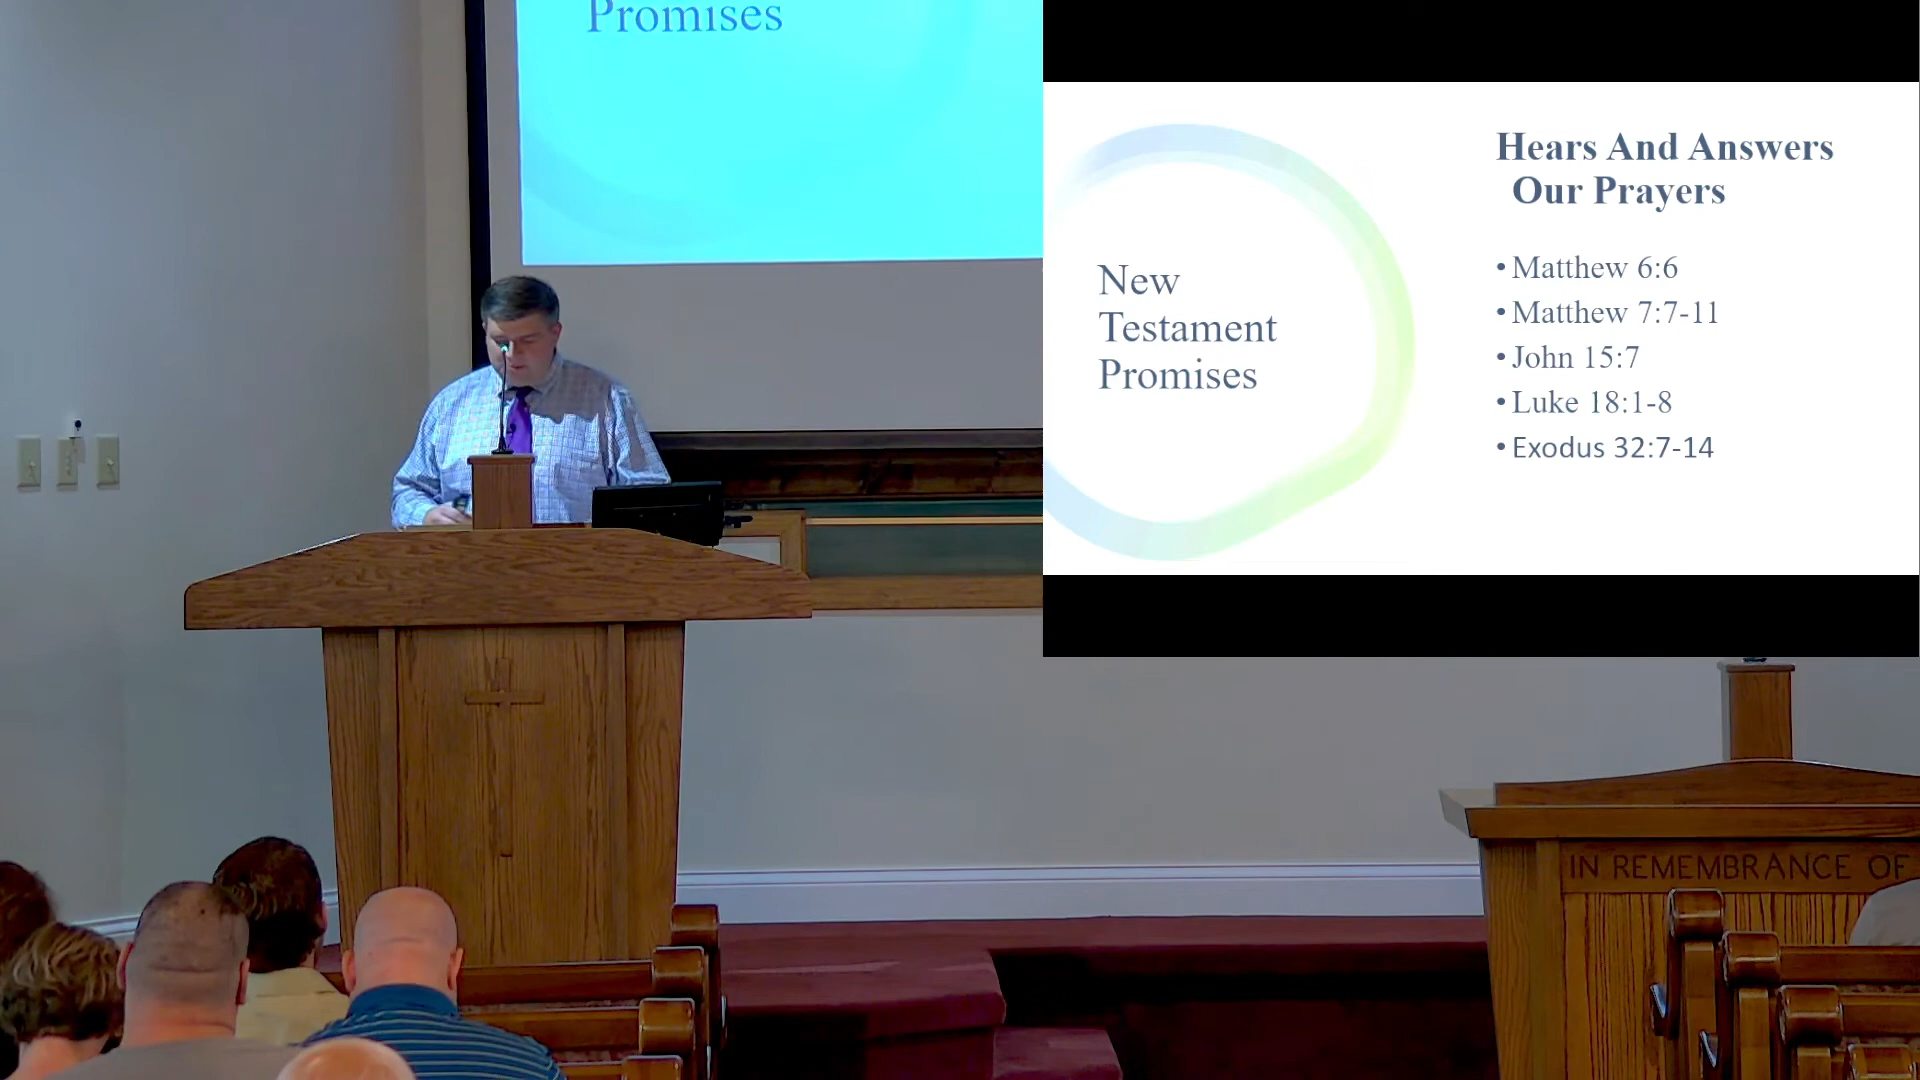 Promises
New
Testament
Promises
Hears And Answers
Our Prayers
• Matthew 6:6
• Matthew 7:7-11
• John 15:7
• Luke 18:1-8
• Exodus 32:7-14
IN REMEMBRANCE OF